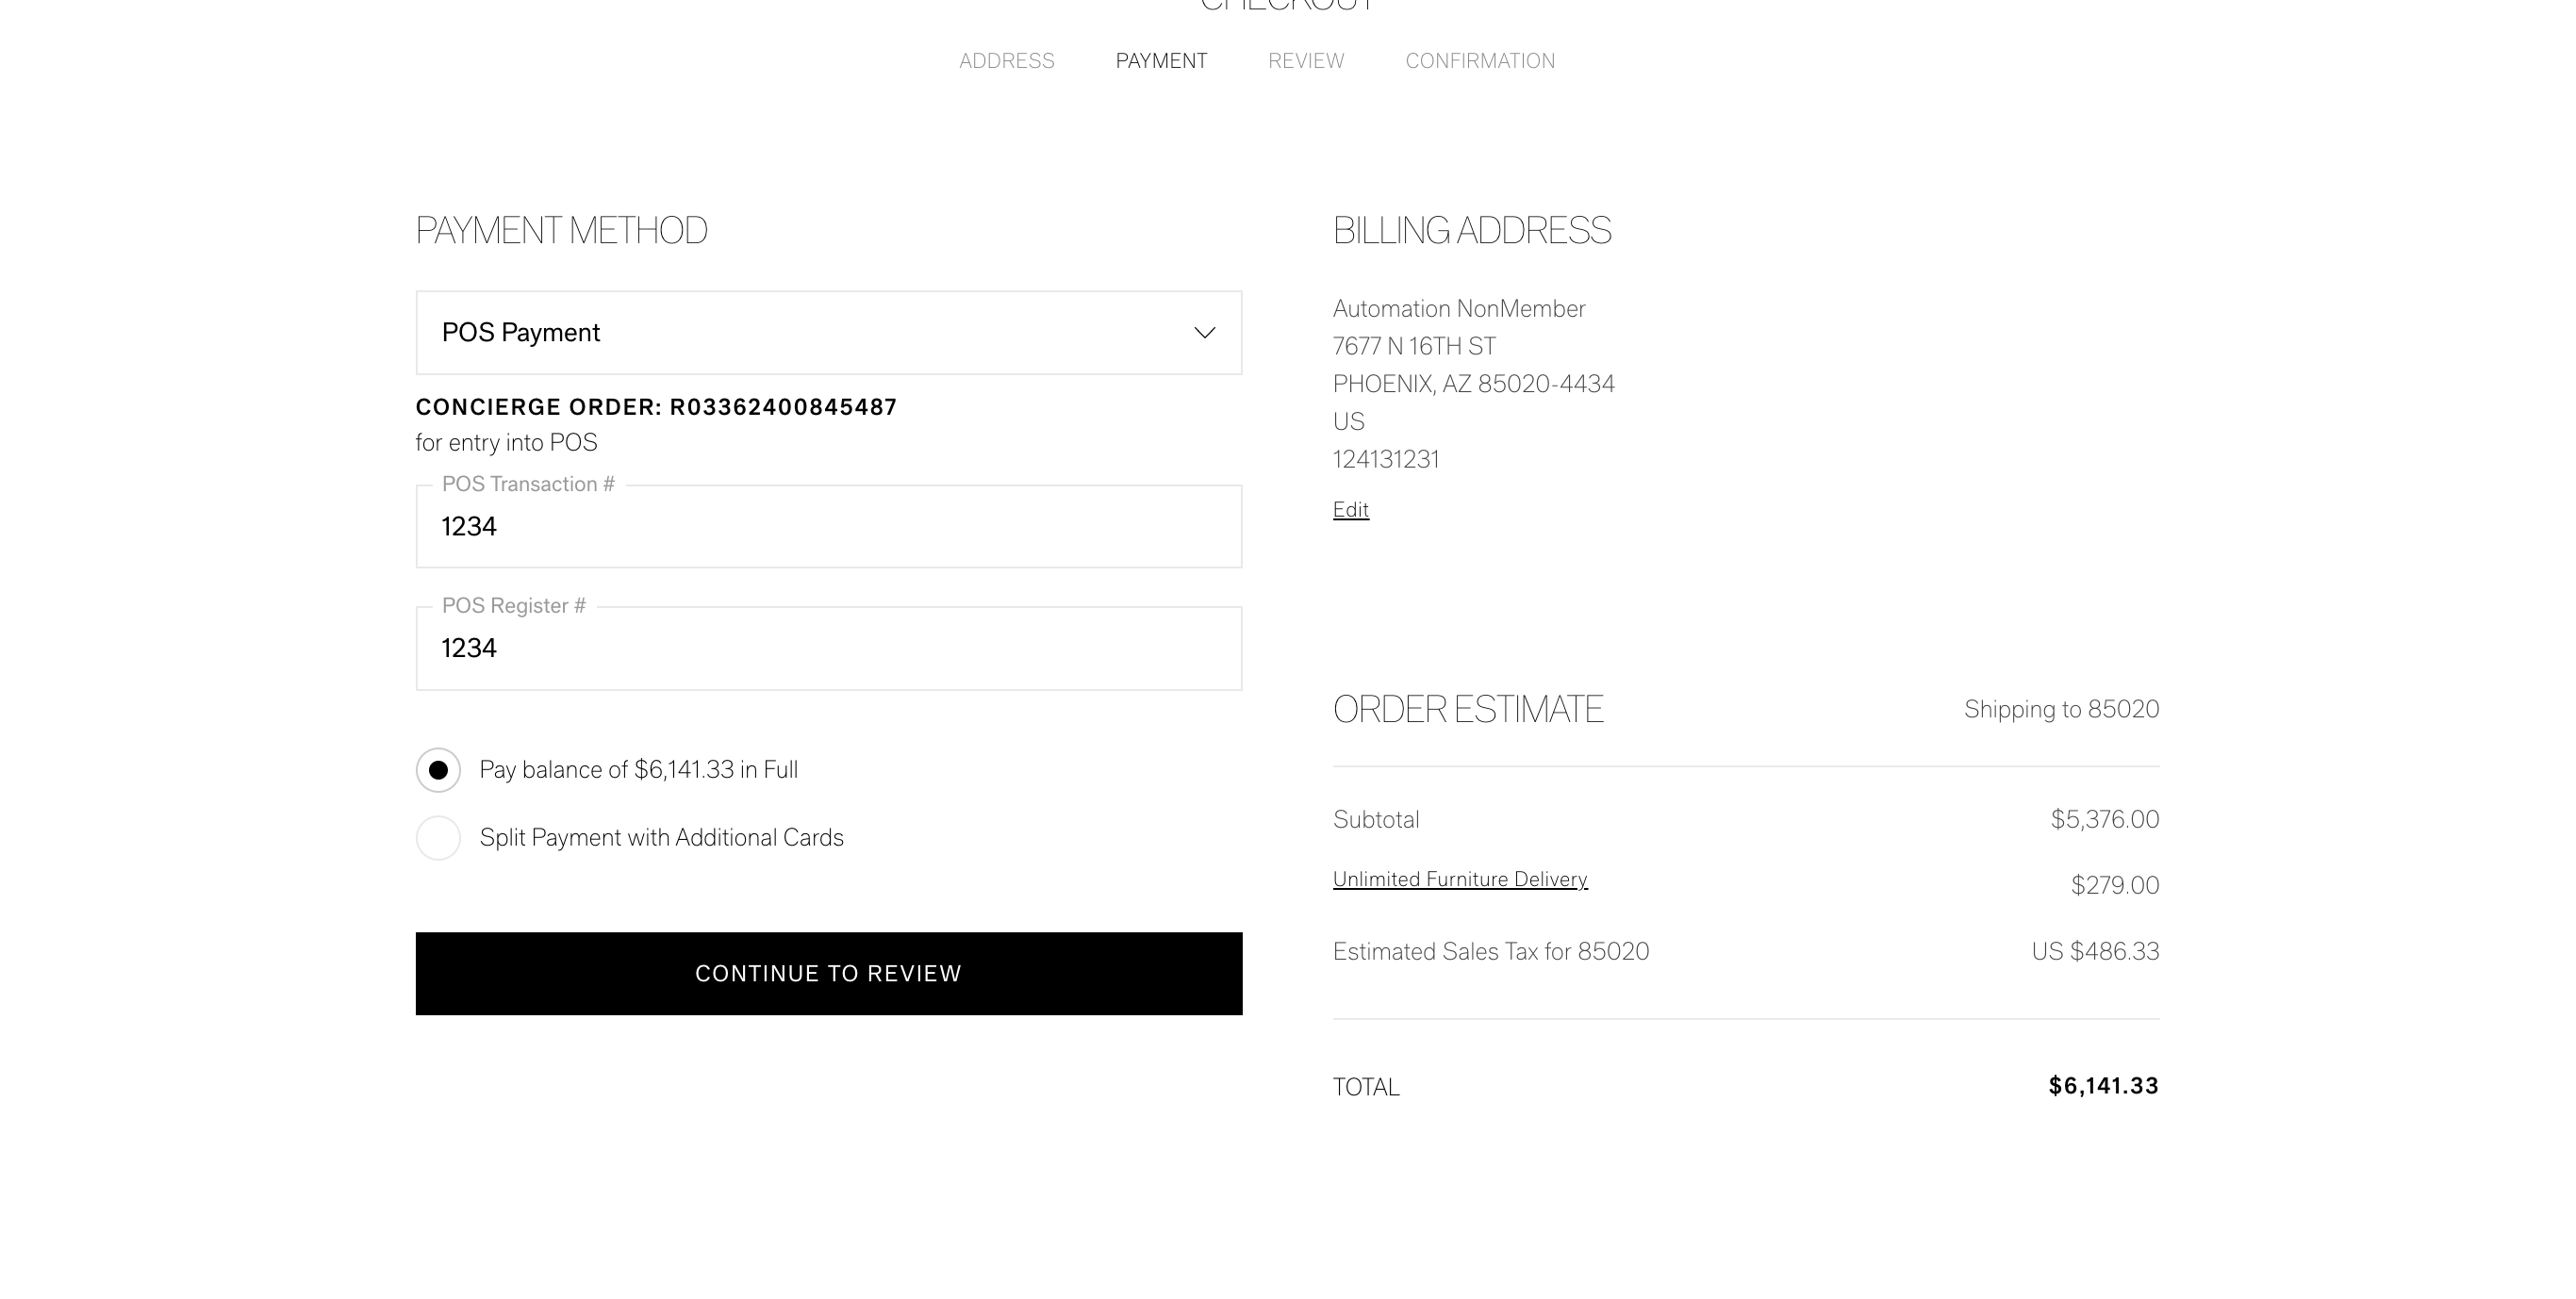 CHECKOUT
ADDRESS PAYMENT REVIEW CONFIRMATION
PAYMENT METHOD
POS Payment
CONCIERGE ORDER: R03362400845487
for entry into POS
POS Transaction #
1234
POS Register #
1234
Pay balance of $6,141.33 in Full
Split Payment with Additional Cards
CONTINUE TO REVIEW
BILLING ADDRESS
Automation NonMember
7677 N 16TH ST
PHOENIX, AZ 85020-4434
US
124131231
Edit
ORDER ESTIMATE Shipping to 85020
Subtotal $5,376.00
Unlimited Furniture Delivery $279.00
Estimated Sales Tax for 85020 US $486.33
TOTAL $6,141.33